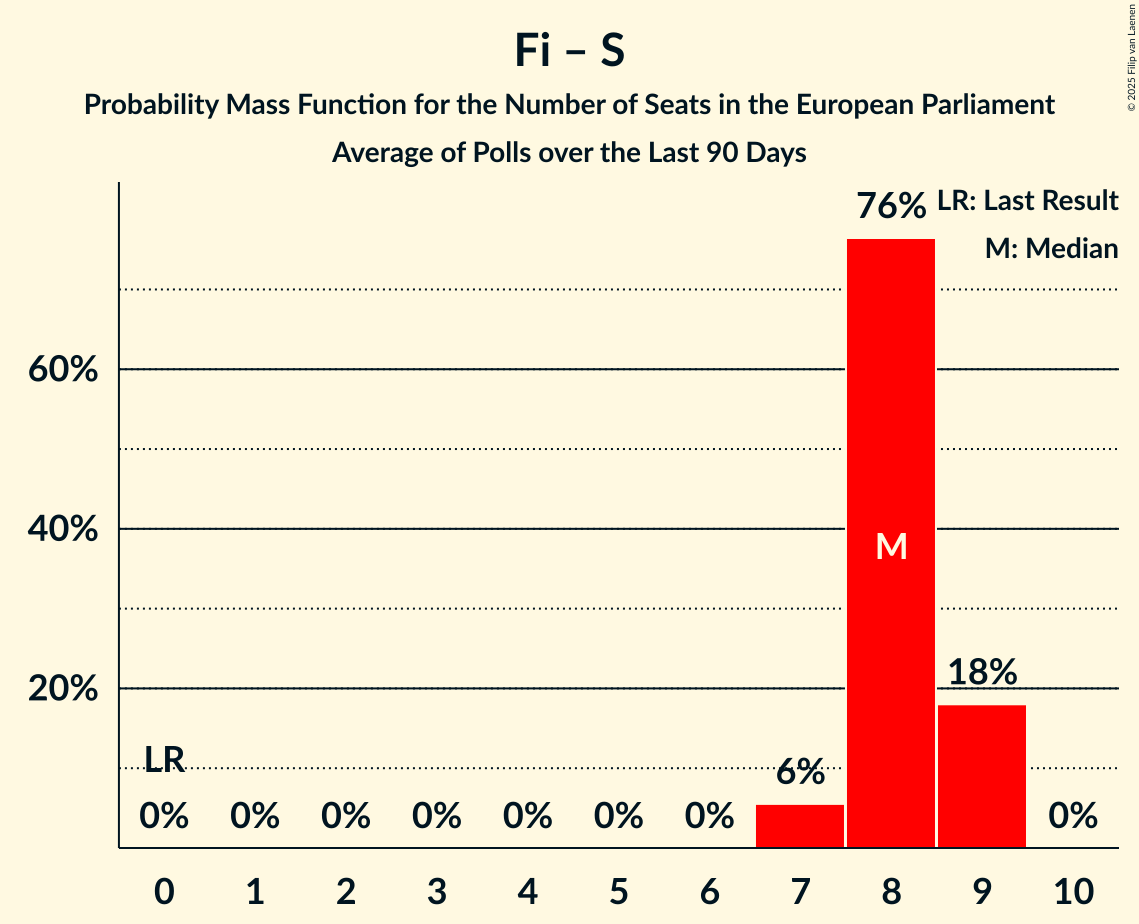 Fi – S
Probability Mass Function for the Number of Seats in the European Parliament
Average of Polls over the Last 90 Days
© 2025 Filip van Laenen
LR: Last Result
M: Median
76%
60%
40%
M
20%
18%
LR
6%
0% 0% 0% 0% 0% 0% 0% 0%
0 1 2 3 4 5 6 7 8 9 10